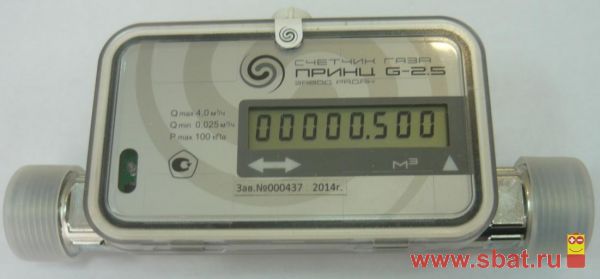 СЧЕТЧИК ГАЗА
ПРИНЦ G-2.5
Q max 4,0 м³/ч
Q min 0.025 м³/ч
P max 100 кПа
00000.500
м³
Зав.№000437 2014г.
www.sbat.ru